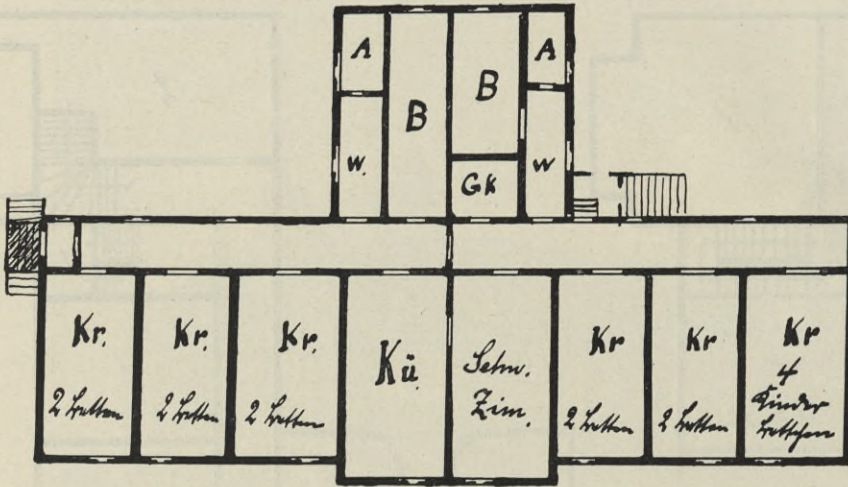 A
A
B
B
W.
W
GK
Kr.
2 Betten
Kr.
2 Betten
Kr.
2 Betten
Kü.
Schw.
Zim.
Kr
2 Betten
Kr
2 Betten
Kr
4
Kinder
bettchen